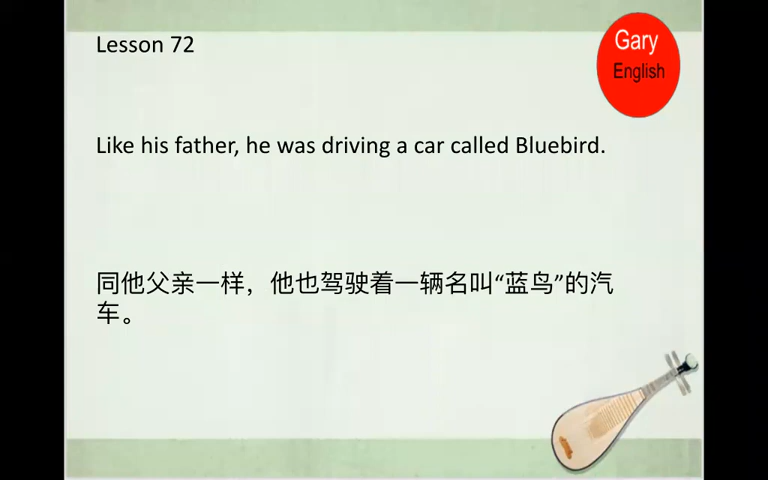 Lesson 72
Gary
English
Like his father, he was driving a car called Bluebird.
同他父亲一样，他也驾驶着一辆名叫“蓝鸟”的汽
车。